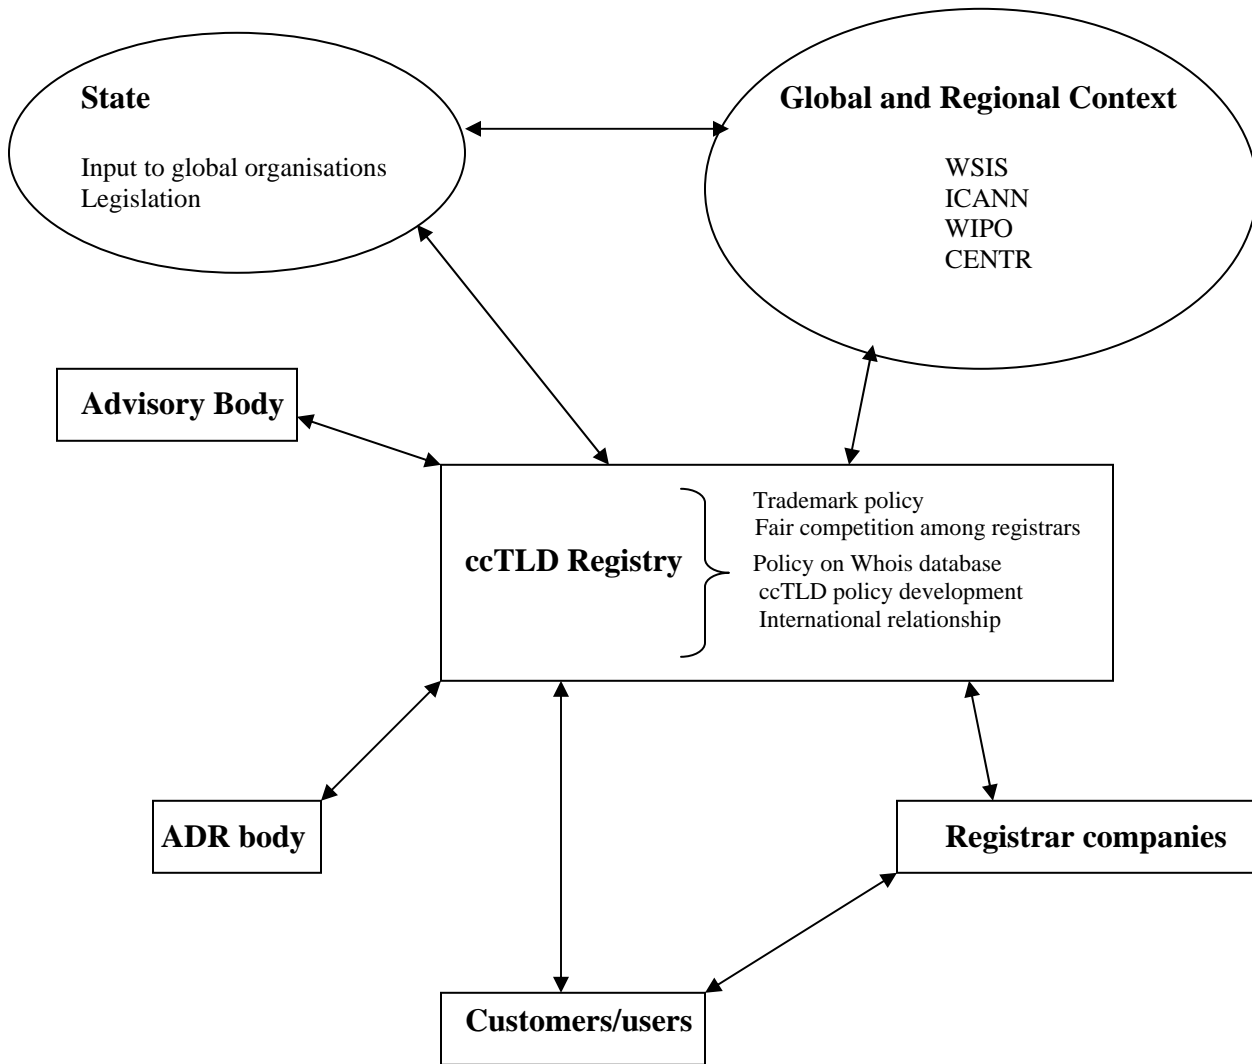 State
Input to global organisations
Legislation
Global and Regional Context
WSIS
ICANN
WIPO
CENTR
Advisory Body
ccTLD Registry
Trademark policy
Fair competition among registrars
Policy on Whois database
ccTLD policy development
International relationship
ADR body
Registrar companies
Customers/users